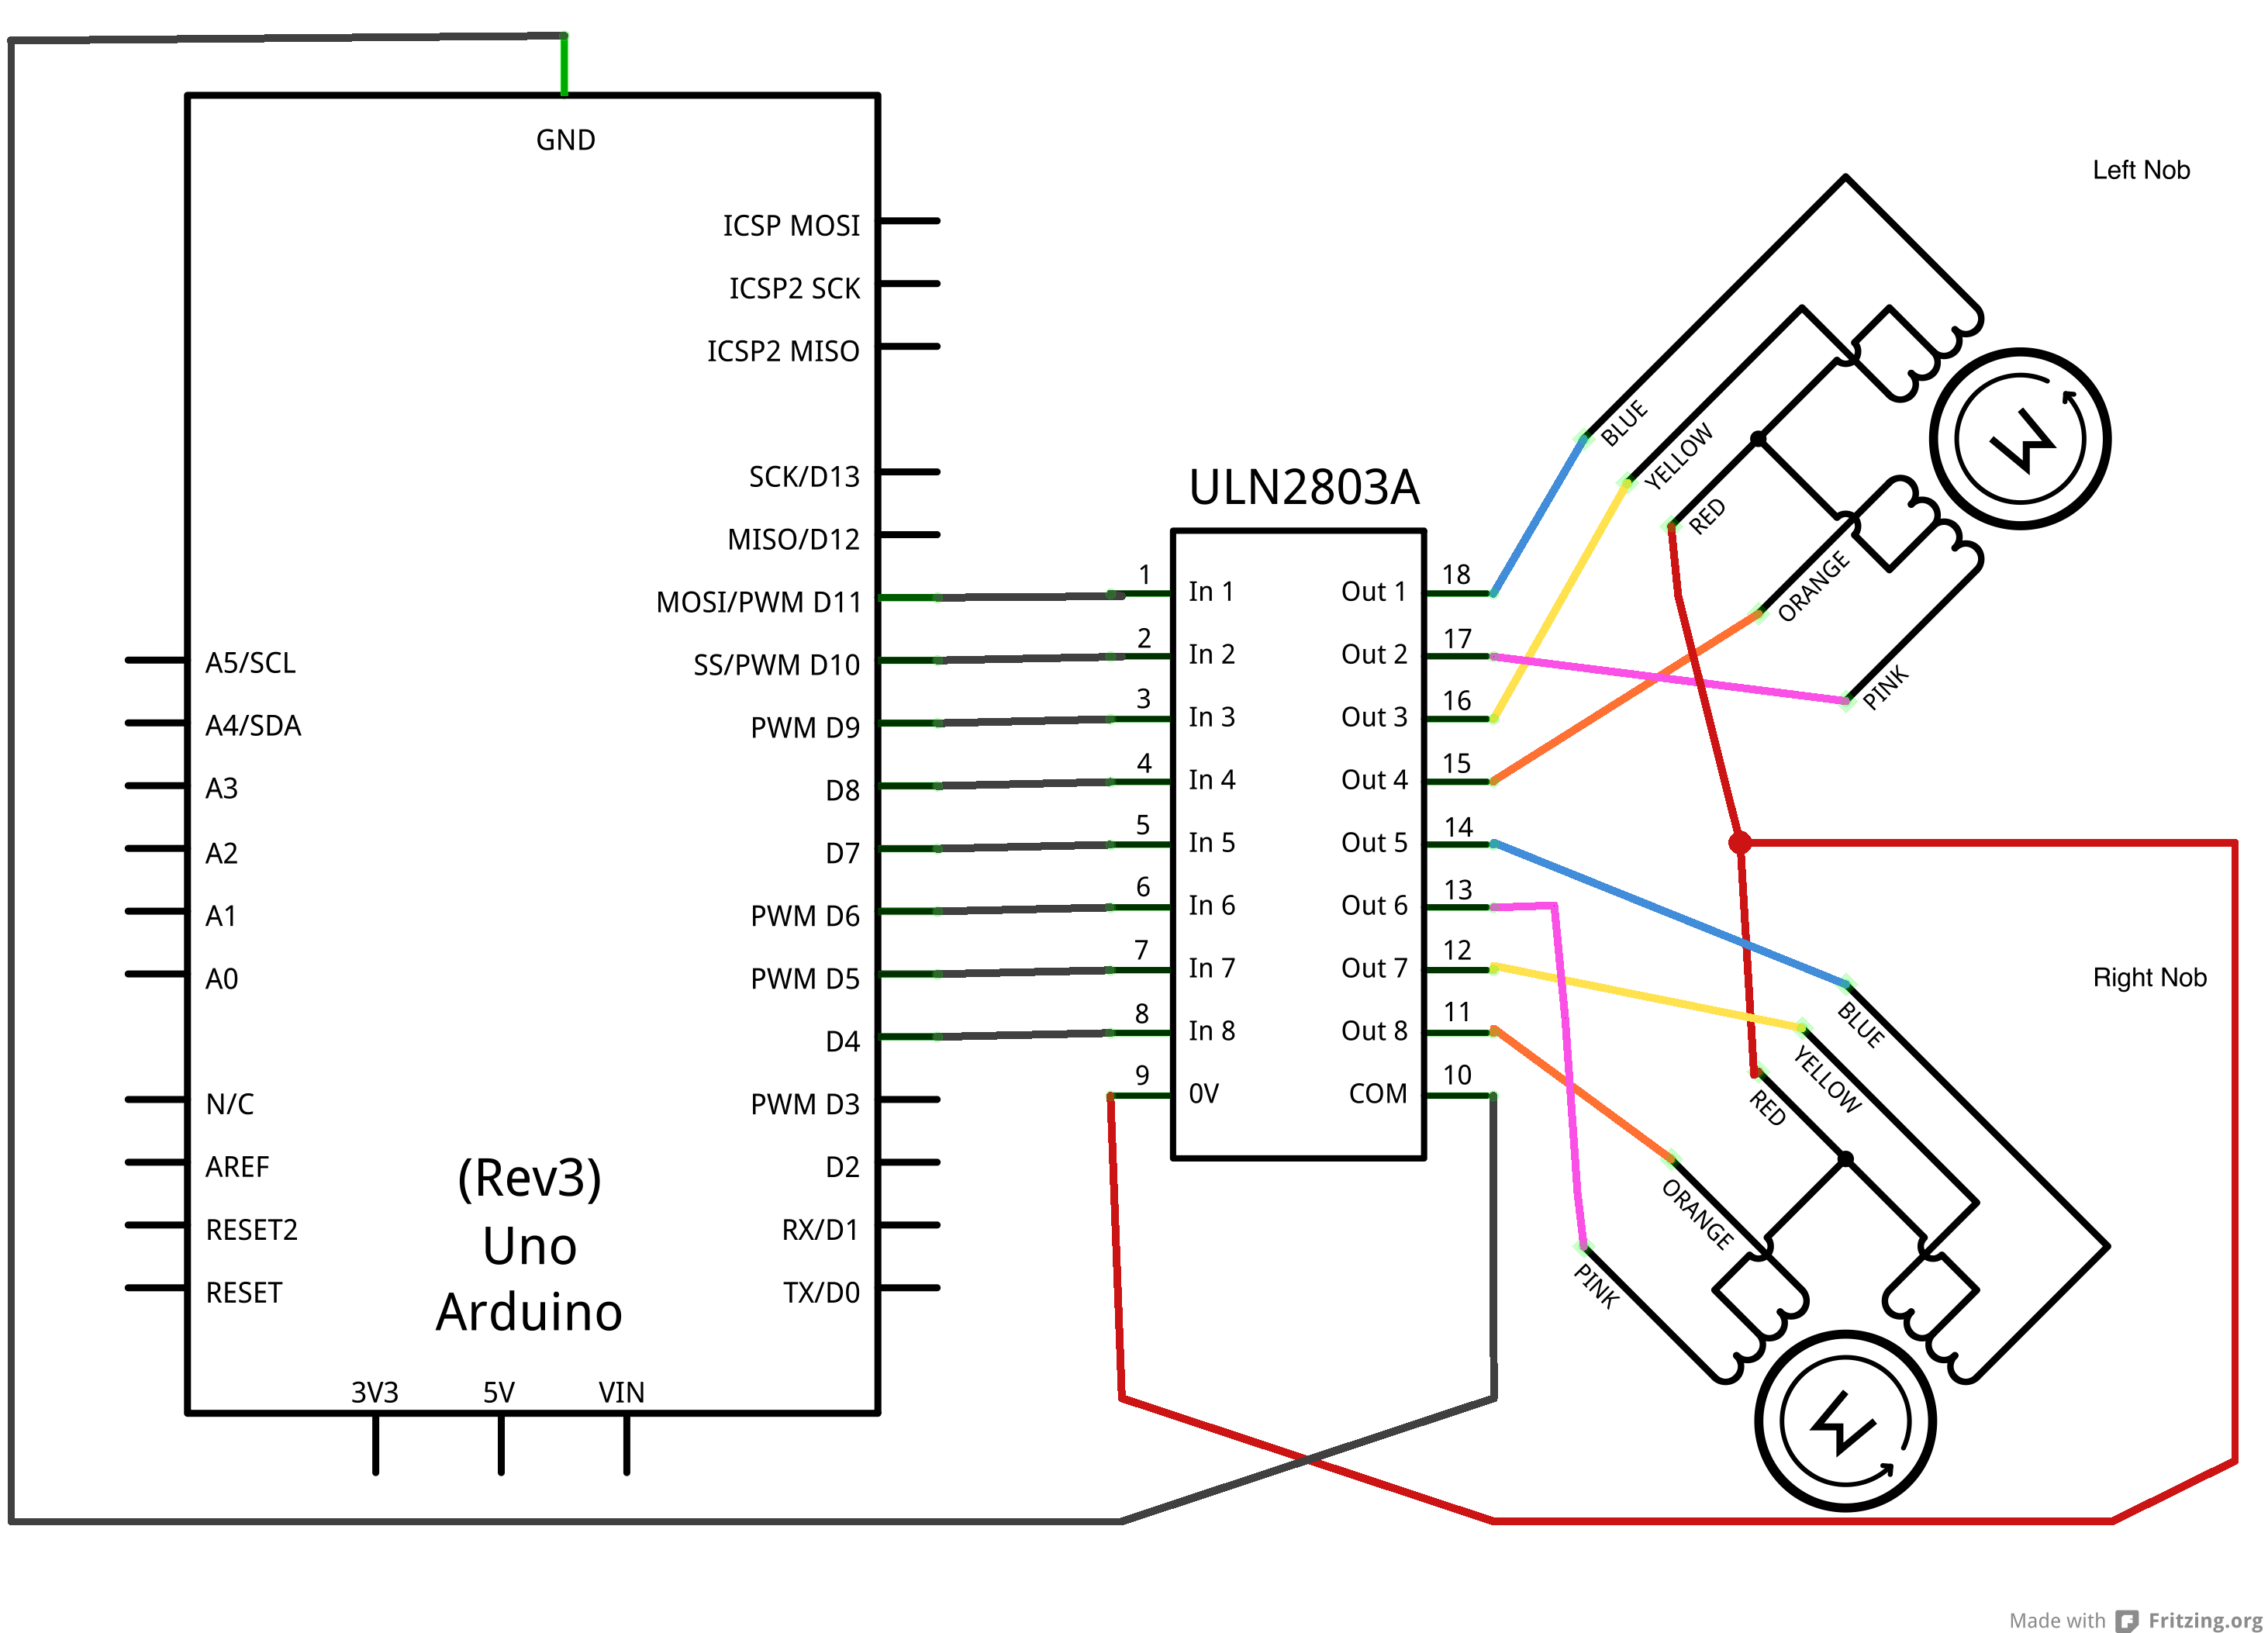 GND
ICSP MOSI
ICSP2 SCK
ICSP2 MISO
SCK/D13
MISO/D12
MOSI/PWM D11
SS/PWM D10
PWM D9
D8
D7
PWM D6
PWM D5
D4
PWM D3
D2
RX/D1
TX/D0
A5/SCL
A4/SDA
A3
A2
A1
A0
N/C
AREF
RESET2
RESET
(Rev3)
Uno
Arduino
3V3 5V VIN
ULN2803A
1 In 1 Out 1 18
2 In 2 Out 2 17
3 In 3 Out 3 16
4 In 4 Out 4 15
5 In 5 Out 5 14
6 In 6 Out 6 13
7 In 7 Out 7 12
8 In 8 Out 8 11
9 0V COM 10
Left Nob
BLUE
YELLOW
RED
ORANGE
PINK
M
Right Nob
BLUE
YELLOW
RED
ORANGE
PINK
M
Made with Fritzing.org